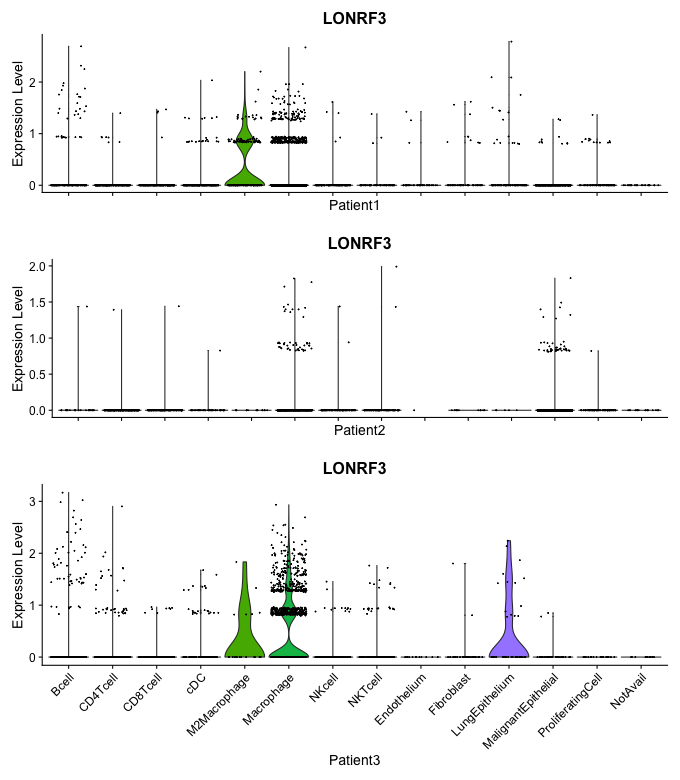 LONRF3
Expression Level
2
1
0
Patient1
LONRF3
Expression Level
2.0
1.5
1.0
0.5
0.0
Patient2
LONRF3
Expression Level
3
2
1
0
Bcell
CD4Tcell
CD8Tcell
cDC
M2Macrophage
Macrophage
NKcell
NKTcell
Endothelium
Fibroblast
LungEpithelium
MalignantEpithelial
ProliferatingCell
NotAvail
Patient3